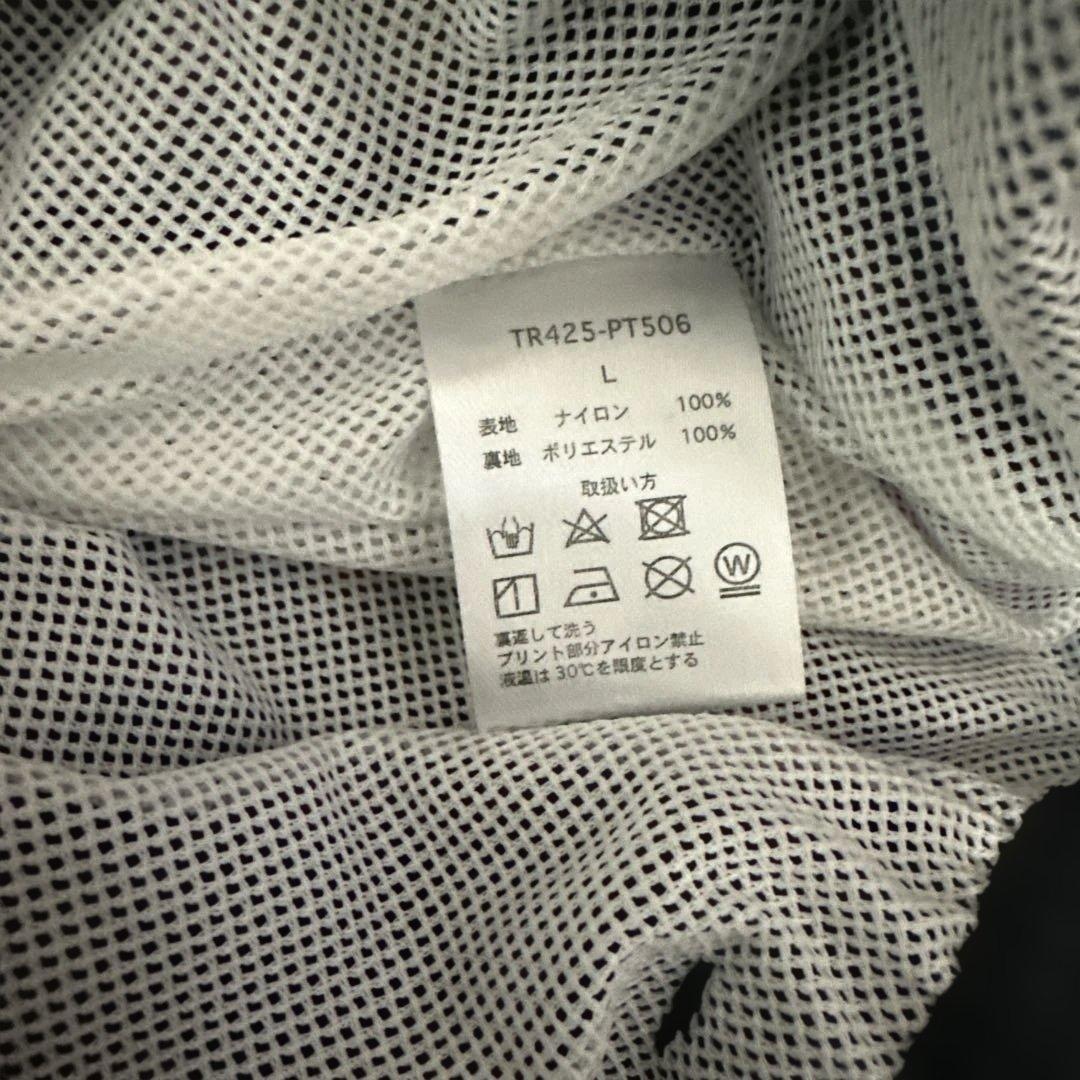 TR425-PT506
L
表地 ナイロン 100%
裏地 ポリエステル 100%
取扱い方
W
裏返して洗う
プリント部分アイロン禁止
液温は 30℃を限度とする